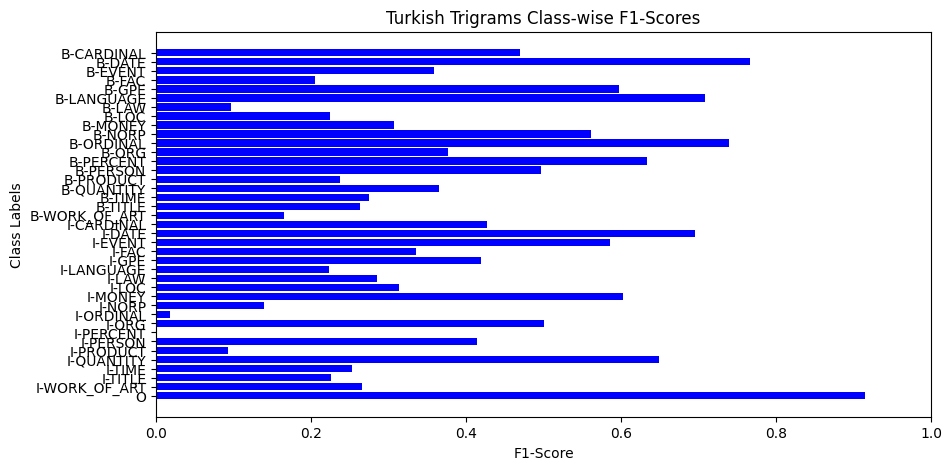 Turkish Trigrams Class-wise F1-Scores
Class Labels
B-CARDINAL
B-DATE
B-EVENT
B-FAC
B-GPE
B-LANGUAGE
B-LAW
B-LOC
B-MONEY
B-NORP
B-ORDINAL
B-ORG
B-PERCENT
B-PERSON
B-PRODUCT
B-QUANTITY
B-TIME
B-TITLE
B-WORK_OF_ART
I-CARDINAL
I-DATE
I-EVENT
I-FAC
I-GPE
I-LANGUAGE
I-LAW
I-LOC
I-MONEY
I-NORP
I-ORDINAL
I-ORG
I-PERCENT
I-PERSON
I-PRODUCT
I-QUANTITY
I-TIME
I-TITLE
I-WORK_OF_ART
O
0.0 0.2 0.4 0.6 0.8 1.0
F1-Score